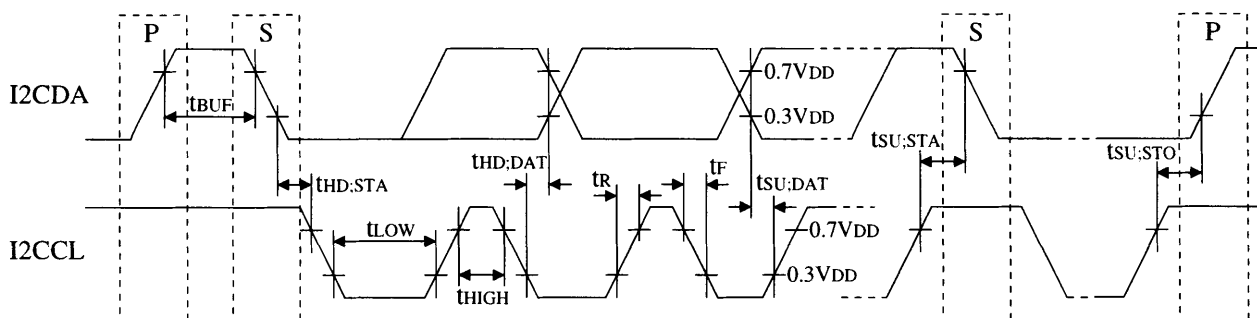 P S S P
I2CDA
tBUF
0.7VDD
0.3VDD
tSU;STA
tSU;STO
tHD;STA
tHD;DAT
tR
tF
tSU;DAT
I2CCL
tLOW
tHIGH
0.7VDD
0.3VDD